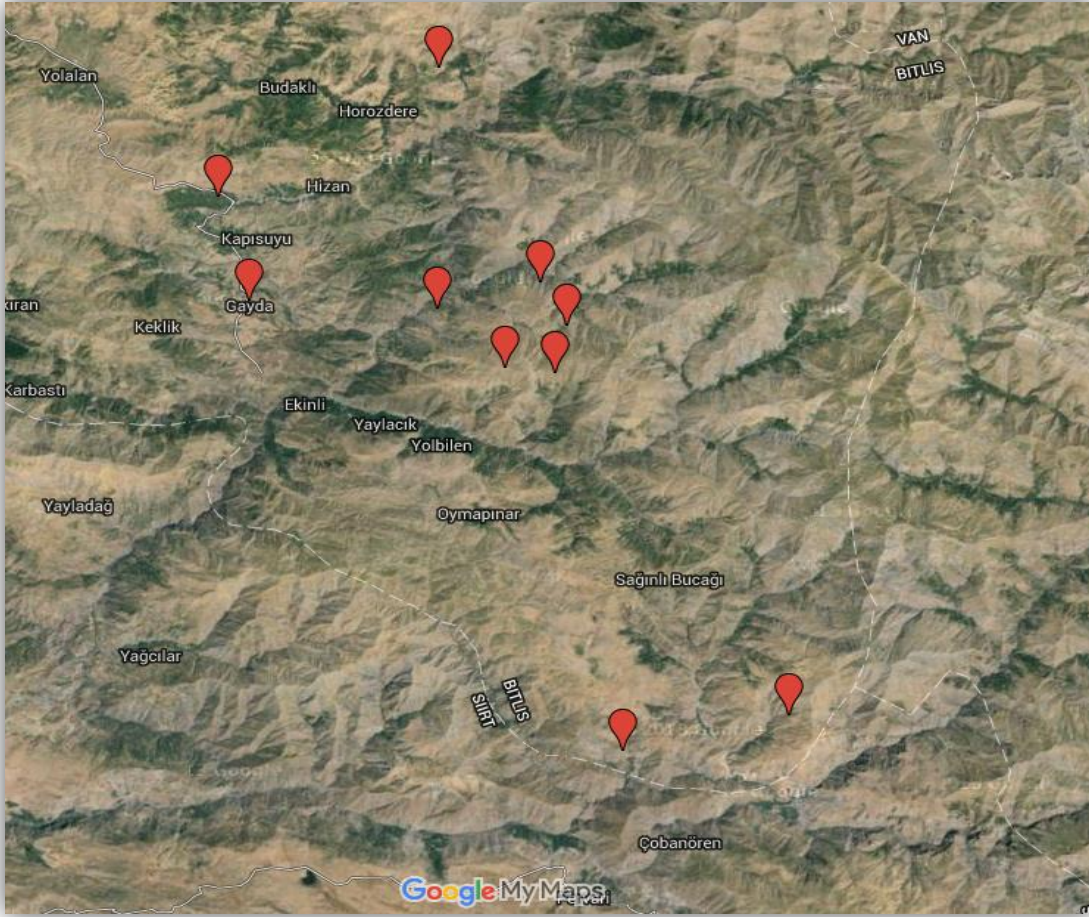 VAN
BITLIS
Yolalan
Budaklı
Horozdere
Hizan
Kapısuyu
Gayda
kıran
Keklik
Karbastı
Ekinli
Yaylacık
Yolbilen
Yayladağ
Oymapınar
Sağınlı Bucağı
Yağcılar
BITLIS
SIIRT
Çobanören
Google My Maps